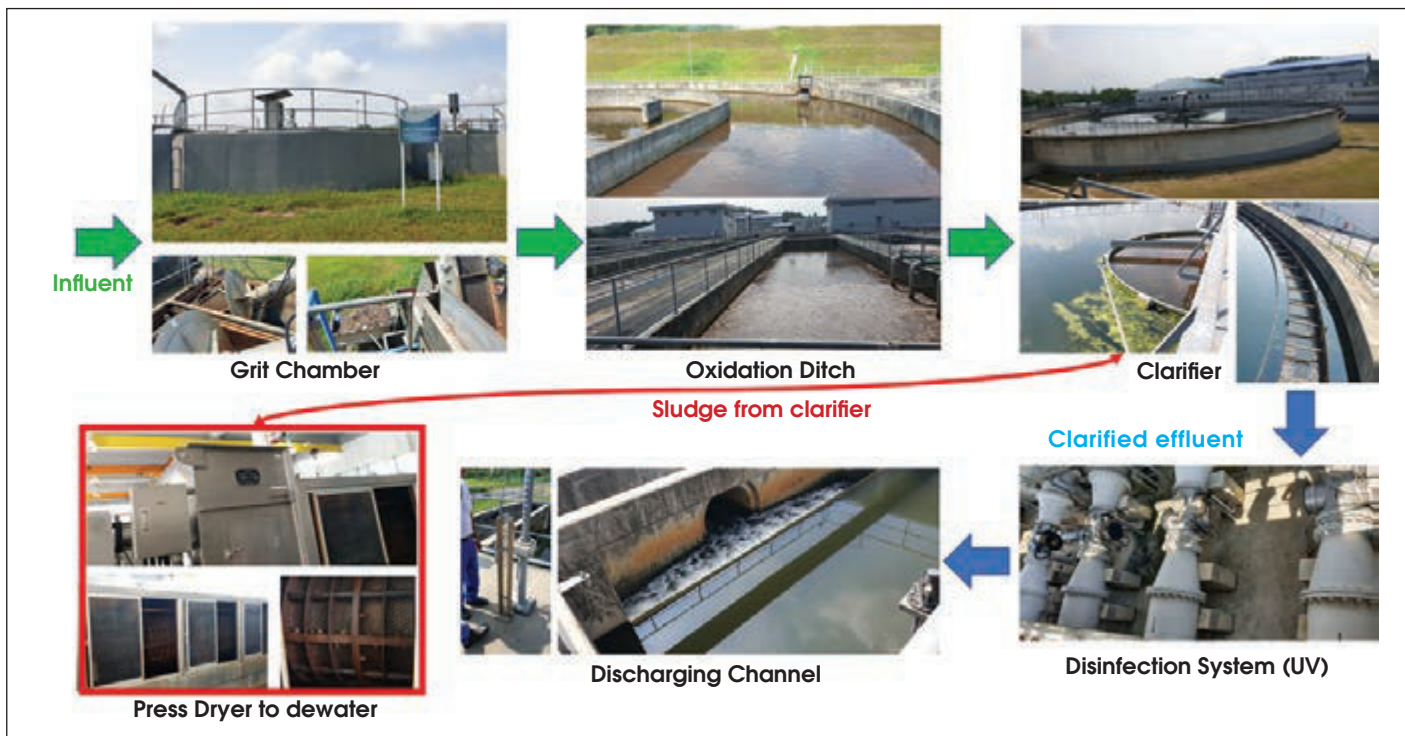 Influent
Grit Chamber
Oxidation Ditch
Clarifier
Sludge from clarifier
Clarified effluent
Press Dryer to dewater
Discharging Channel
Disinfection System (UV)